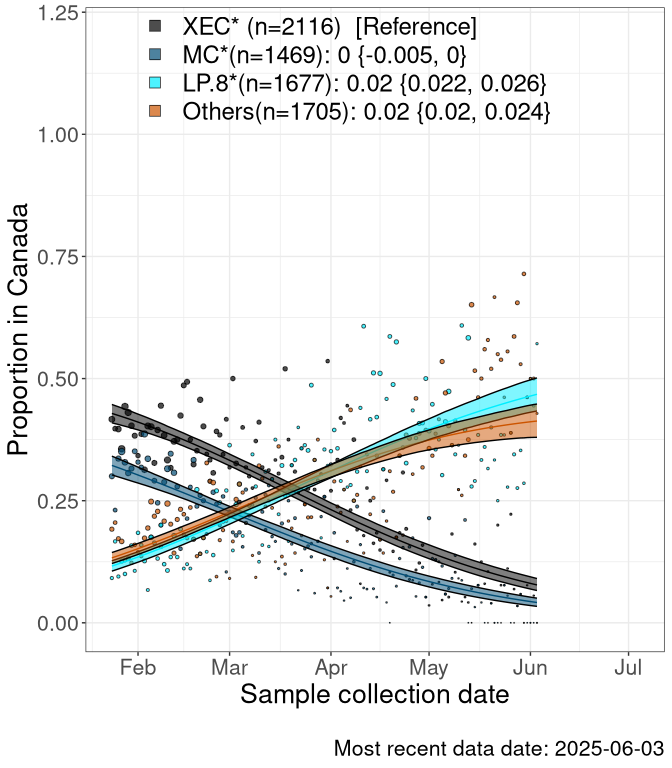 XEC* (n=2116)  [Reference]
MC*(n=1469): 0 {-0.005, 0}
LP.8*(n=1677): 0.02 {0.022, 0.026}
Others(n=1705): 0.02 {0.02, 0.024}
1.25
1.00
0.75
0.50
0.25
0.00
Proportion in Canada
Feb Mar Apr May Jun Jul
Sample collection date
Most recent data date: 2025-06-03